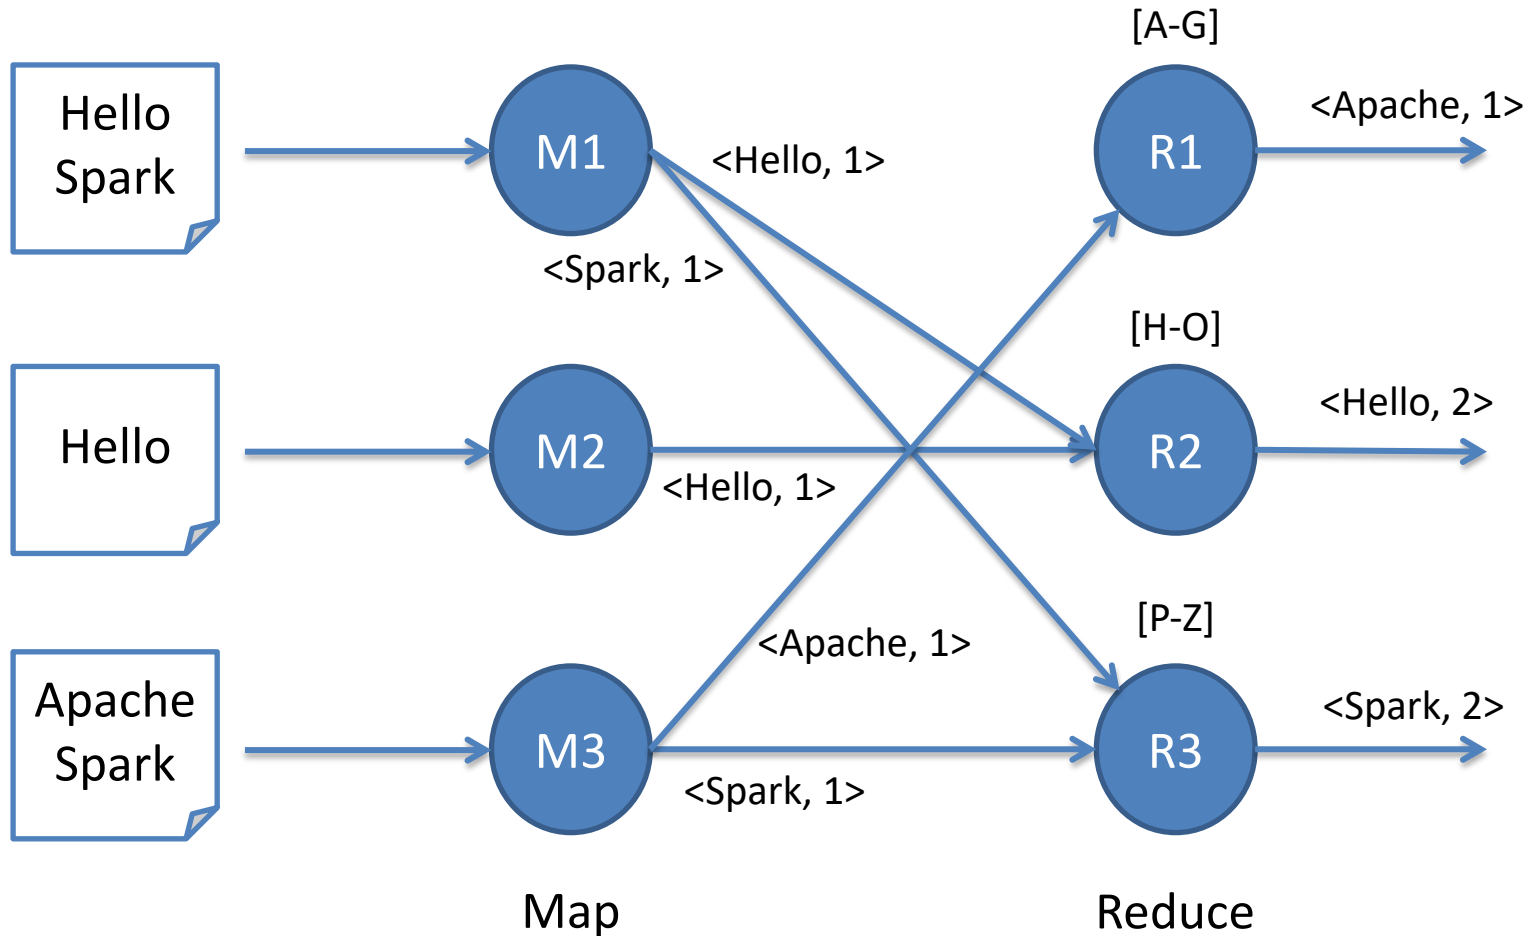 [A-G]
Hello
Spark
M1
<Hello, 1>
<Spark, 1>
R1
<Apache, 1>
[H-O]
Hello
M2
<Hello, 1>
R2
<Hello, 2>
[P-Z]
Apache
Spark
M3
<Apache, 1>
<Spark, 1>
R3
<Spark, 2>
Map
Reduce